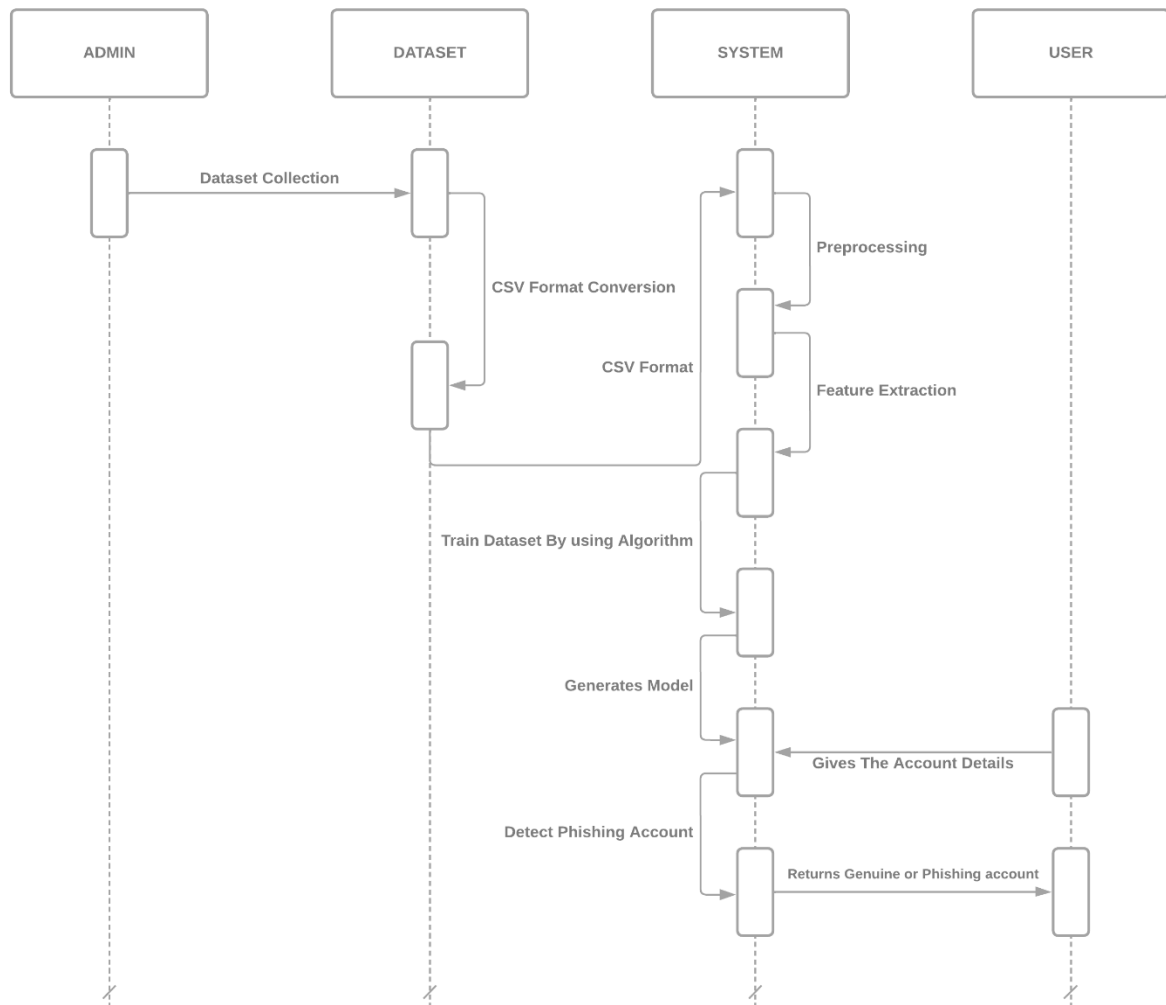 ADMIN
DATASET
SYSTEM
USER
Dataset Collection
Preprocessing
CSV Format Conversion
CSV Format
Feature Extraction
Train Dataset By using Algorithm
Generates Model
Gives The Account Details
Detect Phishing Account
Returns Genuine or Phishing account